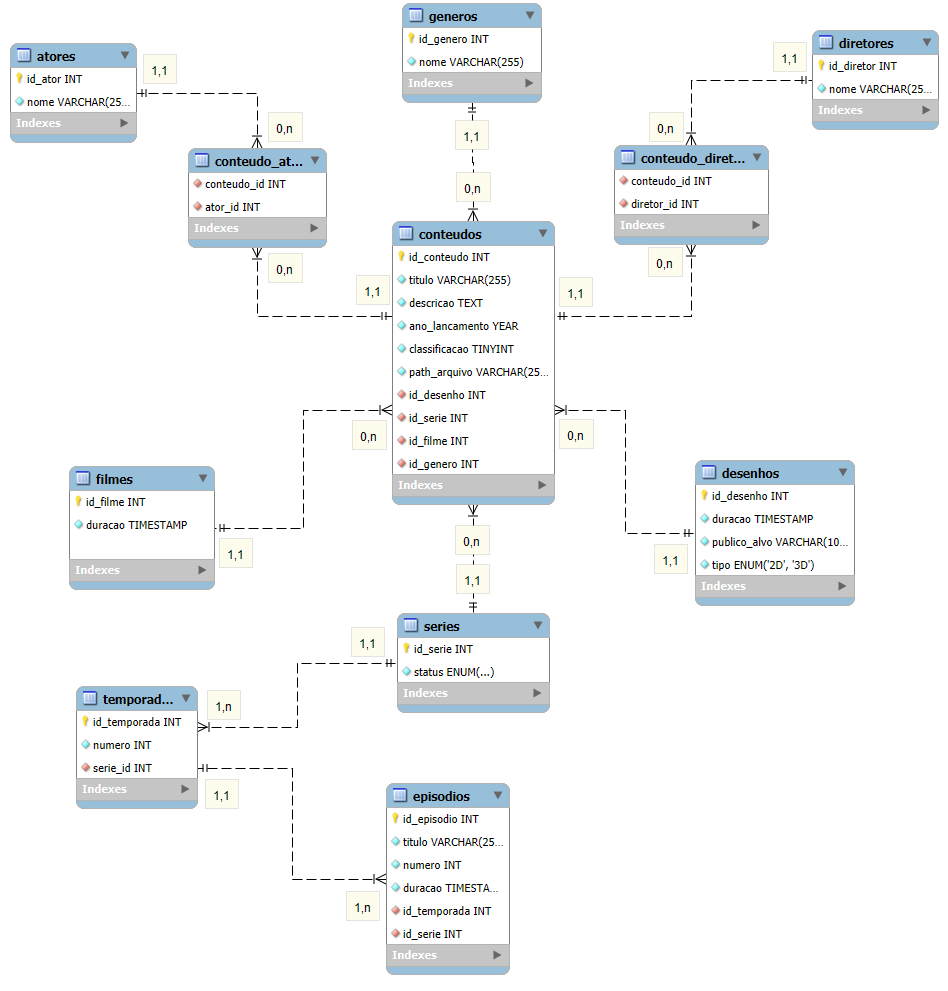 generos
id_genero INT
nome VARCHAR(255)
Indexes
atores
id_ator INT
nome VARCHAR(25...
Indexes
diretores
id_diretor INT
nome VARCHAR(25...
Indexes
1,1
0,n
1,1
0,n
1,1
0,n
conteudo_at...
conteudo_id INT
ator_id INT
Indexes
conteudo_diret...
conteudo_id INT
diretor_id INT
Indexes
0,n
1,1
0,n
1,1
conteudos
id_conteudo INT
titulo VARCHAR(255)
descricao TEXT
ano_lancamento YEAR
classificacao TINYINT
path_arquivo VARCHAR(25...
id_desenho INT
id_serie INT
id_filme INT
id_genero INT
Indexes
0,n
0,n
filmes
id_filme INT
duracao TIMESTAMP
Indexes
1,1
desenhos
id_desenho INT
duracao TIMESTAMP
publico_alvo VARCHAR(10...
tipo ENUM('2D', '3D')
Indexes
1,1
0,n
1,1
series
id_serie INT
status ENUM(...)
Indexes
1,1
1,n
temporad...
id_temporada INT
numero INT
serie_id INT
Indexes
1,1
1,n
episodios
id_episodio INT
titulo VARCHAR(25...
numero INT
duracao TIMESTA...
id_temporada INT
id_serie INT
Indexes